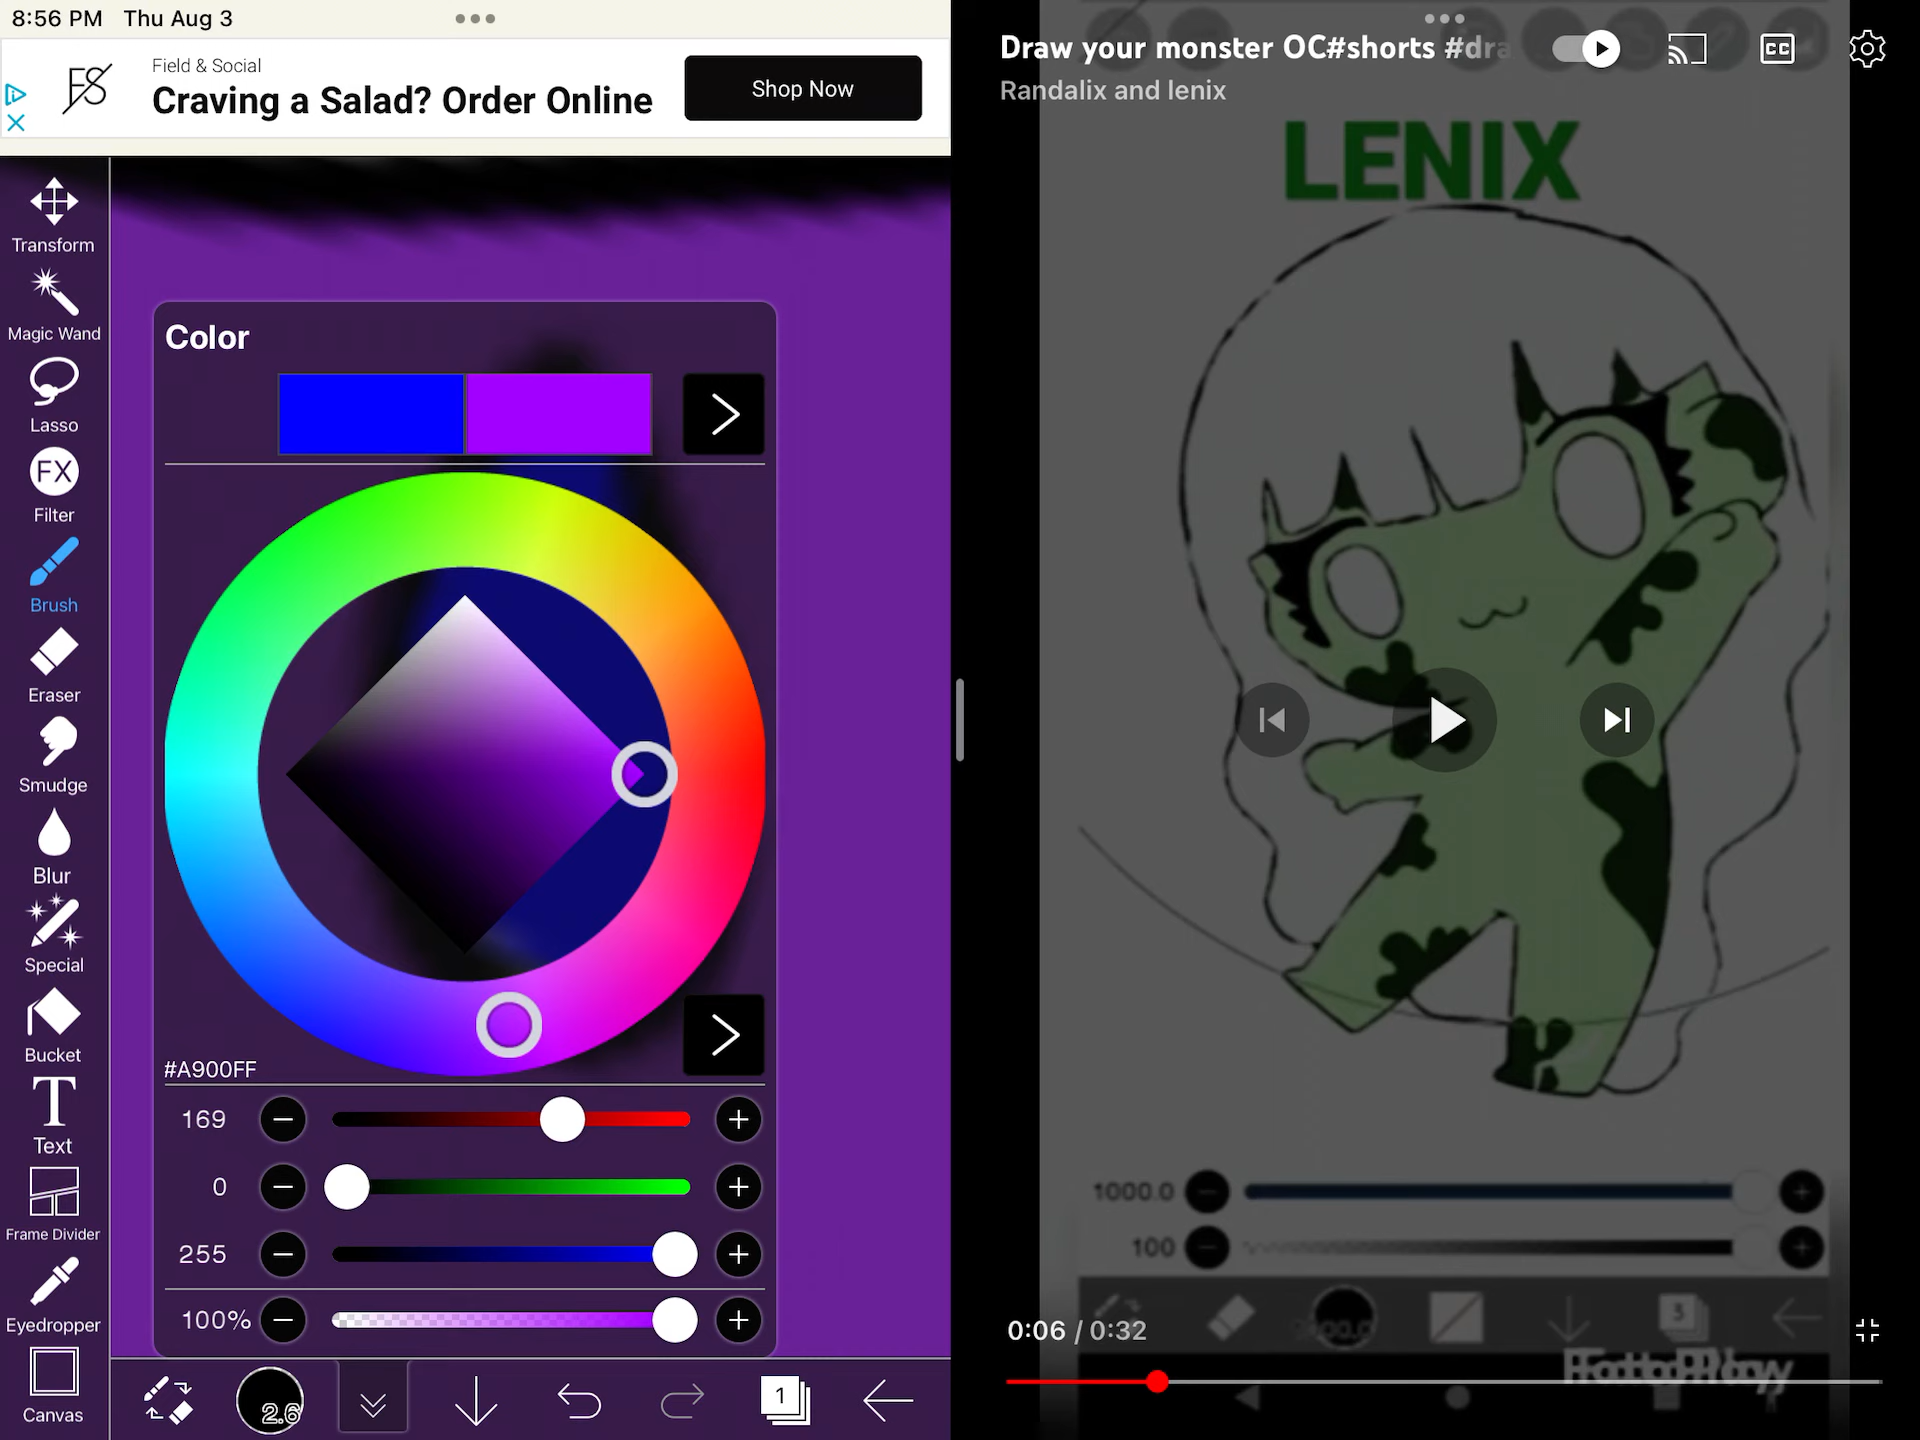 8:56 PM Thu Aug 3
Field & Social
Craving a Salad? Order Online
Shop Now
Transform
Magic Wand
Lasso
FX
Filter
Brush
Eraser
Smudge
Blur
Special
Bucket
T
Text
Frame Divider
Eyedropper
Canvas
Color
#A900FF
169
0
255
100%
2.6
1
Draw your monster OC#shorts #dra
Randalix and lenix
CC
LENIX
1000.0
100
3
0:06 / 0:32